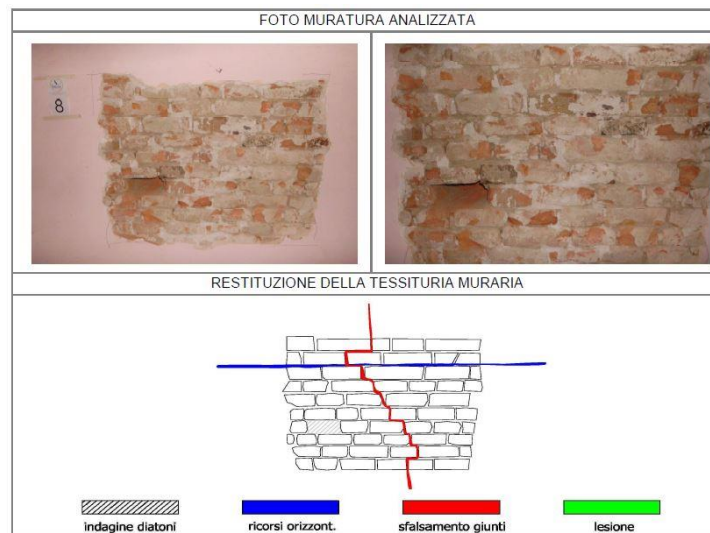 FOTO MURATURA ANALIZZATA
8
RESTITUZIONE DELLA TESSITURIA MURARIA
indagine diatoni
ricorsi orizzont.
sfalsamento giunti
lesione